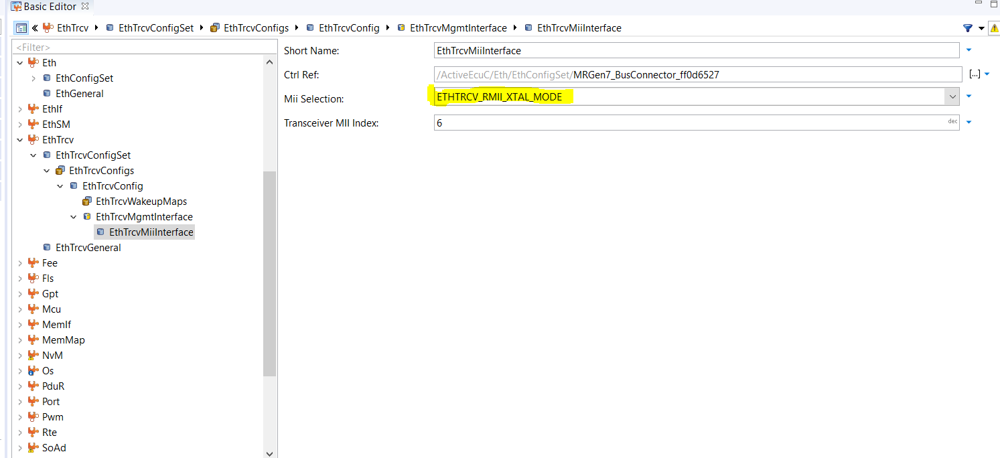 Basic Editor
EthTrcv EthTrcvConfigSet EthTrcvConfigs EthTrcvConfig EthTrcvMgmtInterface EthTrcvMiiInterface
<Filter>
Eth
EthConfigSet
EthGeneral
EthIf
EthSM
EthTrcv
EthTrcvConfigSet
EthTrcvConfigs
EthTrcvConfig
EthTrcvWakeupMaps
EthTrcvMgmtInterface
EthTrcvMiiInterface
EthTrcvGeneral
Fee
Fls
Gpt
Mcu
MemIf
MemMap
NvM
Os
PduR
Port
Pwm
Rte
SoAd
Short Name: EthTrcvMiiInterface
Ctrl Ref: /ActiveEcuC/Eth/EthConfigSet/MRGen7_BusConnector_ff0d6527 [...]
Mii Selection: ETHTRCV_RMII_XTAL_MODE
Transceiver MII Index: 6 dec